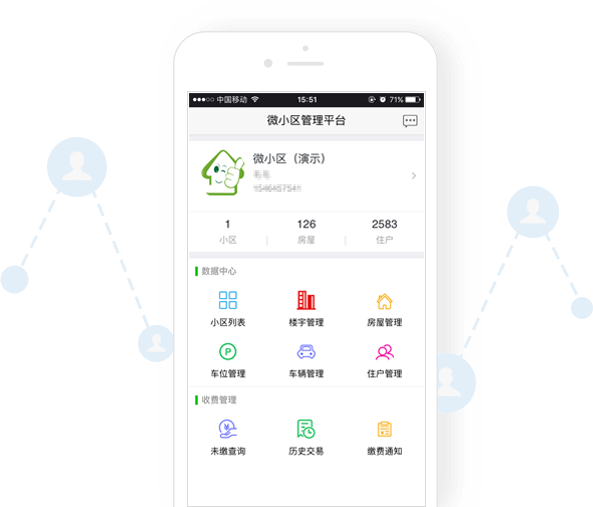 中国移动 15:51 71%
微小区管理平台
微小区（演示）
1 126 2583
小区 房屋 住户
数据中心
小区列表 楼宇管理 房屋管理
P
车位管理 车辆管理 住户管理
收费管理
¥
未缴查询 历史交易 缴费通知